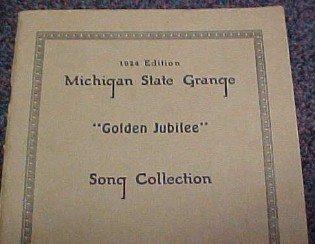 1924 Edition
Michigan State Grange
"Golden Jubilee"
Song Collection